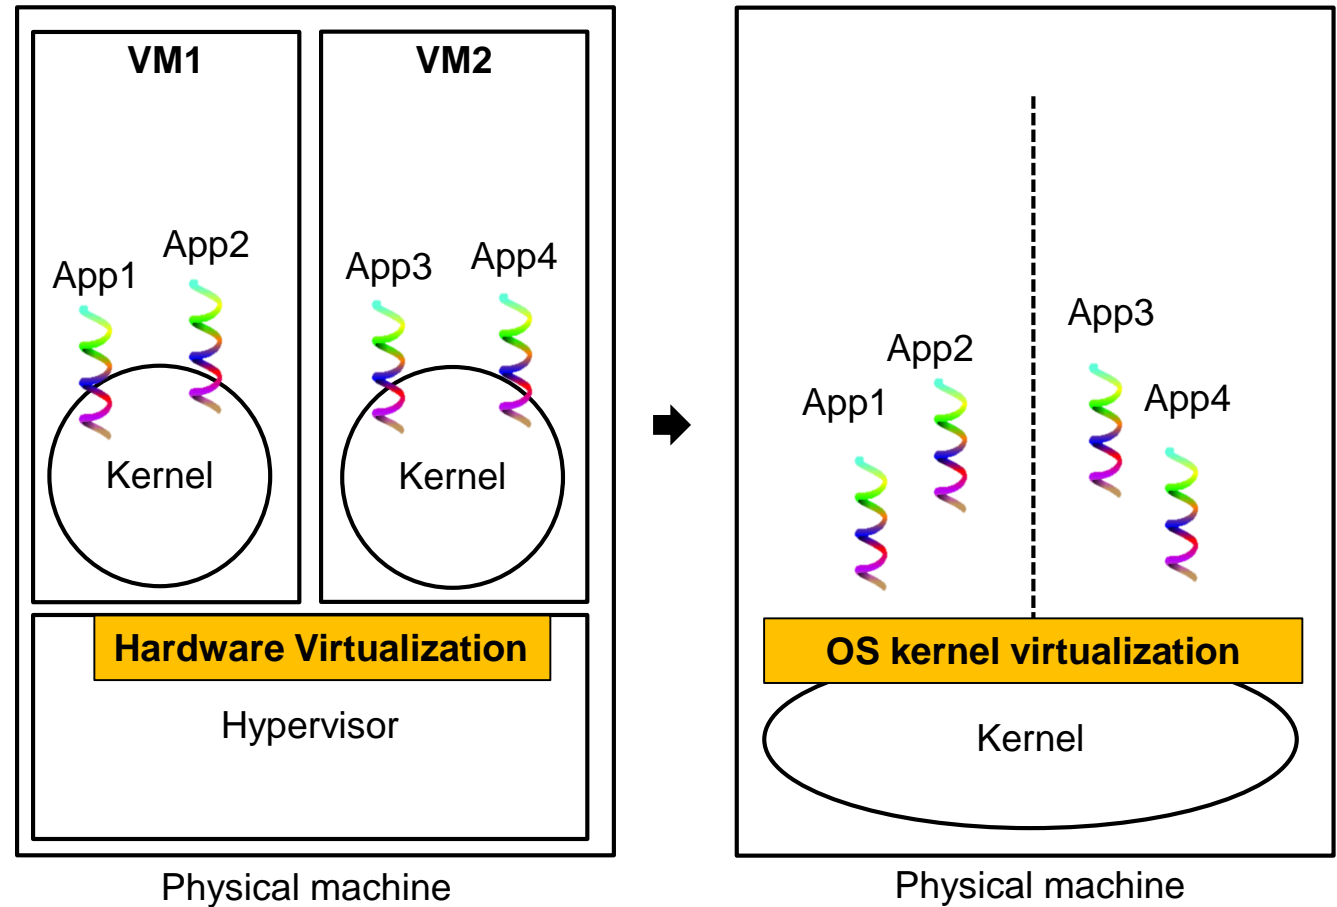 VM1
VM2
App1
App2
App3
App4
Kernel
Kernel
Hardware Virtualization
Hypervisor
Physical machine
App1
App2
App3
App4
OS kernel virtualization
Kernel
Physical machine